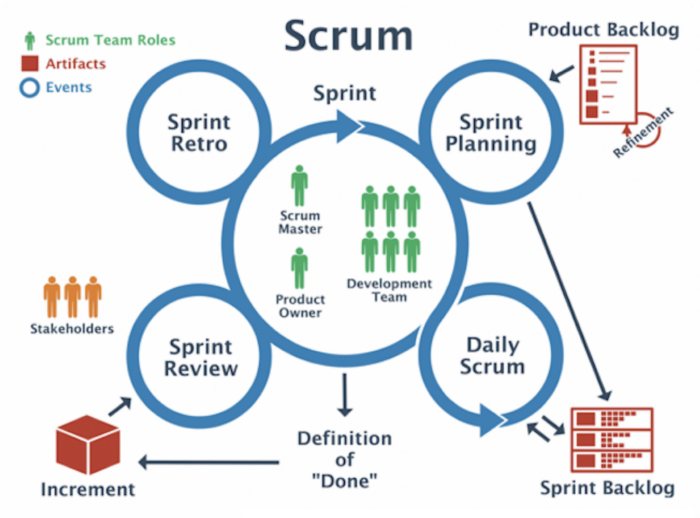 Scrum
Scrum Team Roles
Artifacts
Events
Product Backlog
Refinement
Sprint
Sprint
Retro
Sprint
Planning
Scrum
Master
Product
Owner
Development
Team
Stakeholders
Sprint
Review
Daily
Scrum
Definition
of
"Done"
Increment
Sprint Backlog